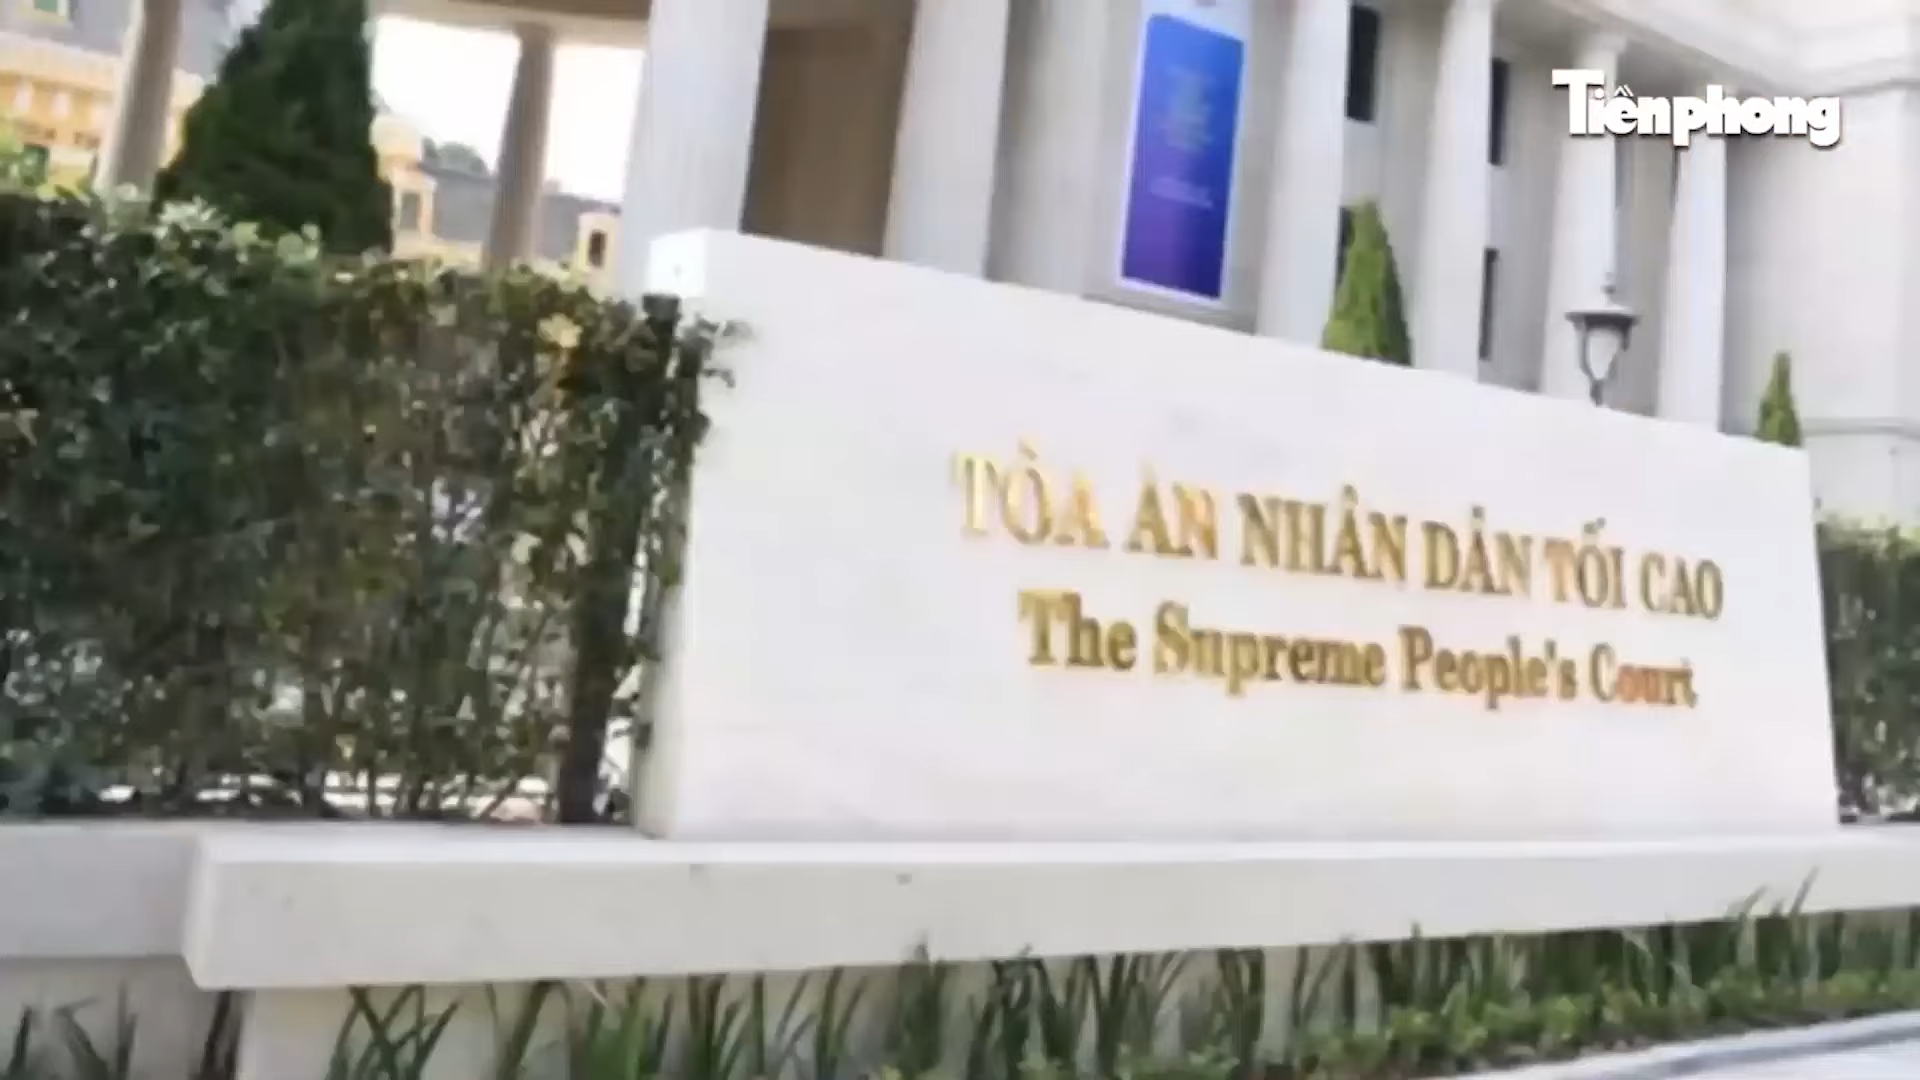 Tiềnphong
TÒA ÁN NHÂN DÂN TỐI CAO
The Supreme People's Court